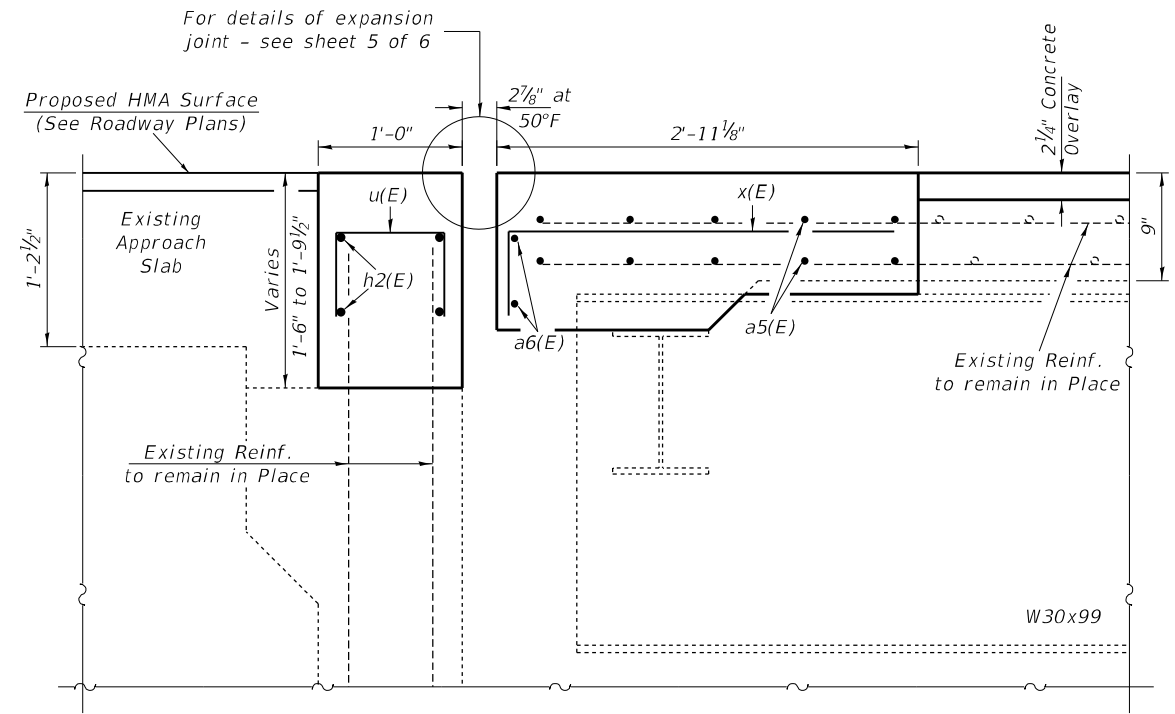 For details of expansion
joint - see sheet 5 of 6
Proposed HMA Surface
(See Roadway Plans)
2⅞" at
50°F
1'-0"
2'-11⅛"
2¼" Concrete
Overlay
u(E)
x(E)
Existing
Approach
Slab
1'-2½"
Varies
1'-6" to 1'-9½"
h2(E)
9"
a6(E)
a5(E)
Existing Reinf.
to remain in Place
Existing Reinf.
to remain in Place
W30x99